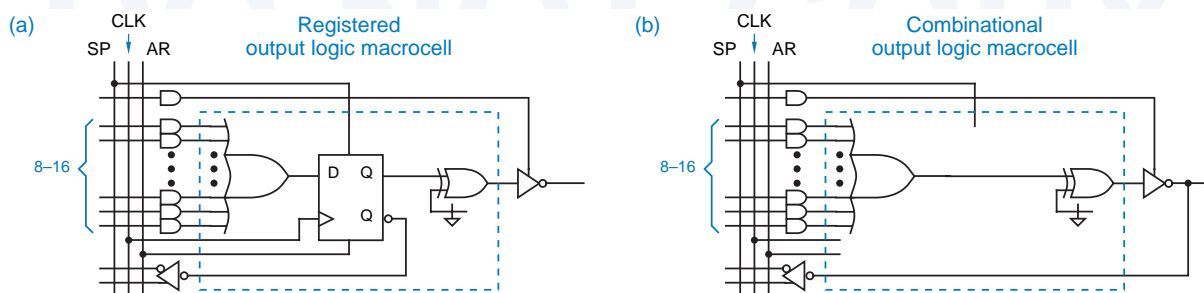 (a)
CLK
SP
AR
Registered
output logic macrocell
8–16
D
Q
Q
(b)
CLK
SP
AR
Combinational
output logic macrocell
8–16